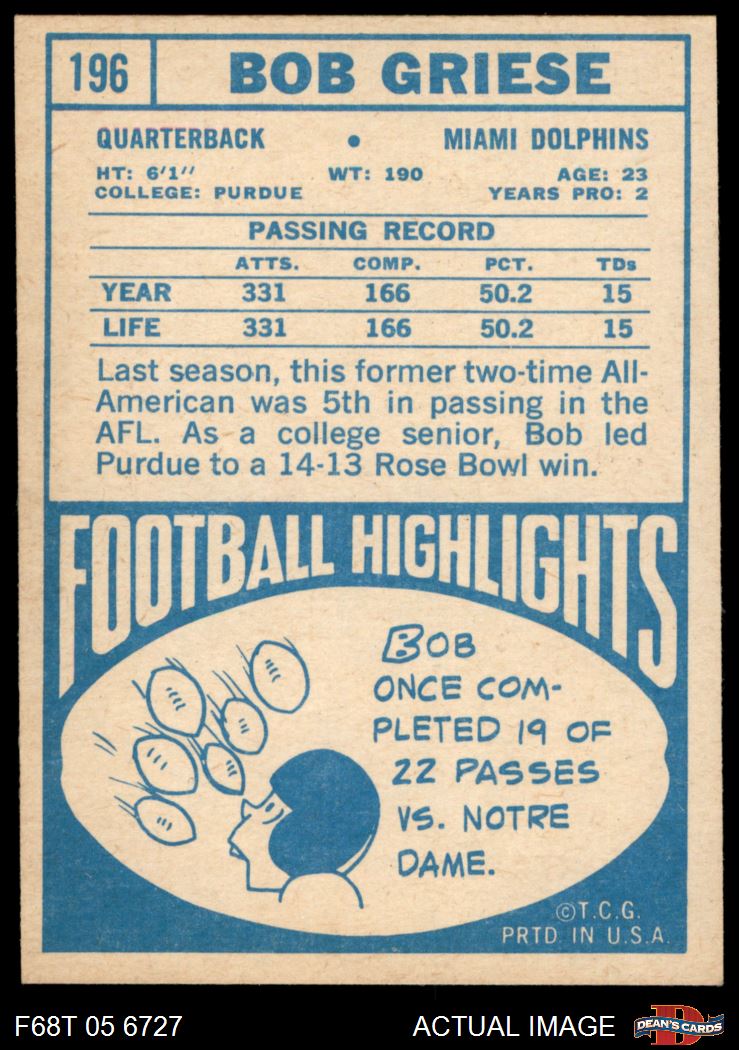 196 BOB GRIESE
QUARTERBACK • MIAMI DOLPHINS
HT: 6'1" WT: 190 AGE: 23
COLLEGE: PURDUE YEARS PRO: 2
PASSING RECORD
ATTS. COMP. PCT. TDs
YEAR 331 166 50.2 15
LIFE 331 166 50.2 15
Last season, this former two-time All-
American was 5th in passing in the
AFL. As a college senior, Bob led
Purdue to a 14-13 Rose Bowl win.
FOOTBALL HIGHLIGHTS
BOB
ONCE COM-
PLETED 19 OF
22 PASSES
VS. NOTRE
DAME.
©T.C.G.
PRTD. IN U.S.A.
F68T 05 6727 ACTUAL IMAGE D DEAN'S CARDS